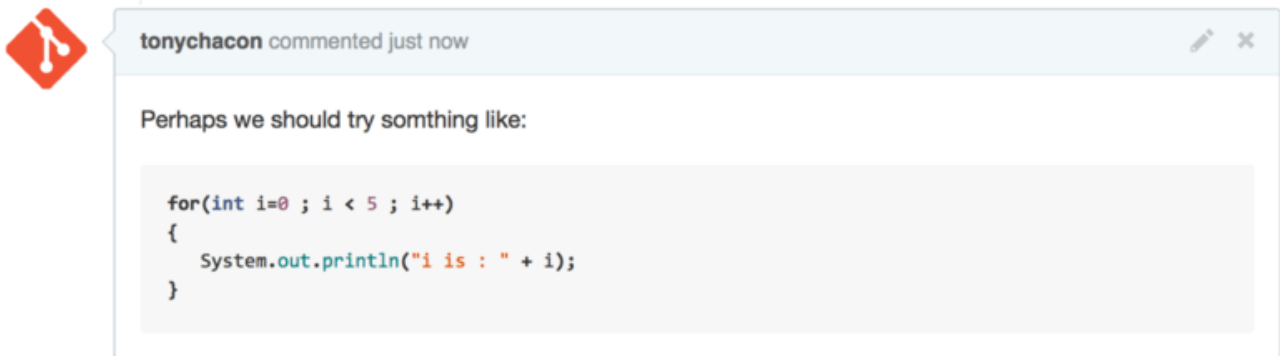 tonychacon commented just now
Perhaps we should try somthing like:
for(int i=0 ; i < 5 ; i++)
{
   System.out.println("i is : " + i);
}